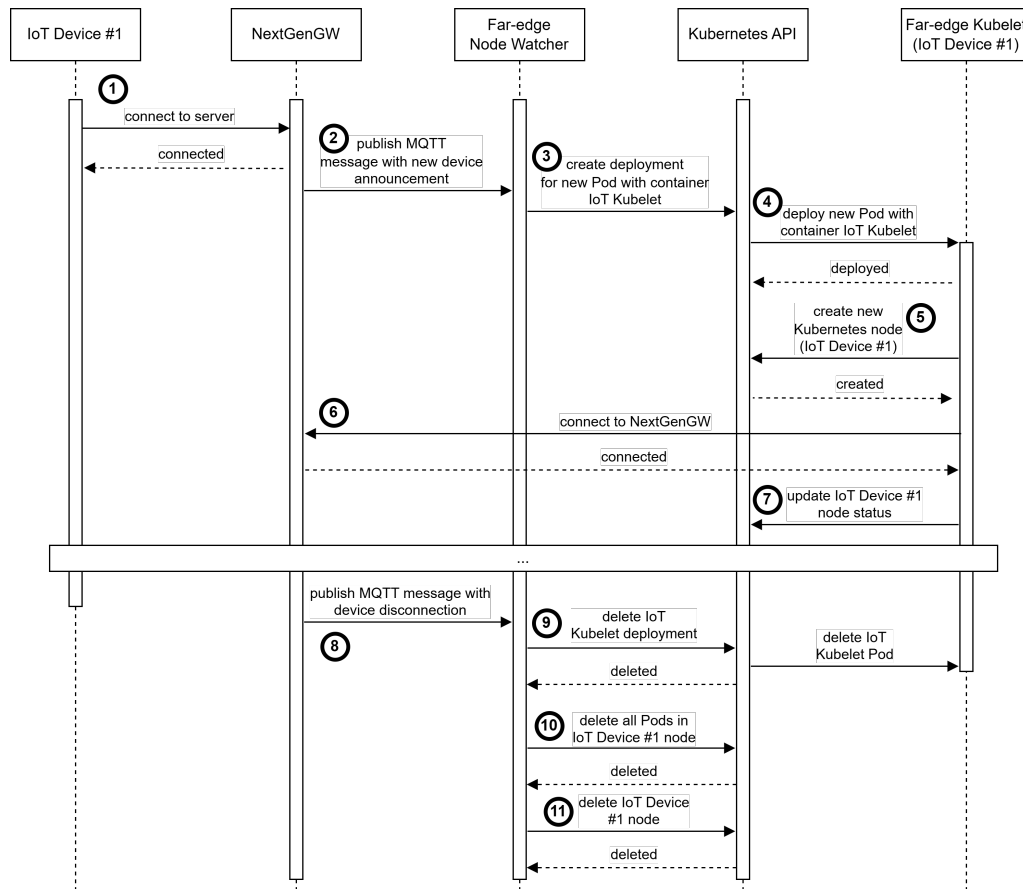 IoT Device #1
NextGenGW
Far-edge
Node Watcher
Kubernetes API
Far-edge Kubelet
(IoT Device #1)
1
connect to server
connected
2
publish MQTT
message with new device
announcement
3
create deployment
for new Pod with container
IoT Kubelet
4
deploy new Pod with
container IoT Kubelet
deployed
create new
Kubernetes node
(IoT Device #1)
5
created
6
connect to NextGenGW
connected
7
update IoT Device #1
node status
...
publish MQTT message with
device disconnection
8
9
delete IoT
Kubelet deployment
delete IoT
Kubelet Pod
deleted
10
delete all Pods in
IoT Device #1 node
deleted
11
delete IoT Device
#1 node
deleted